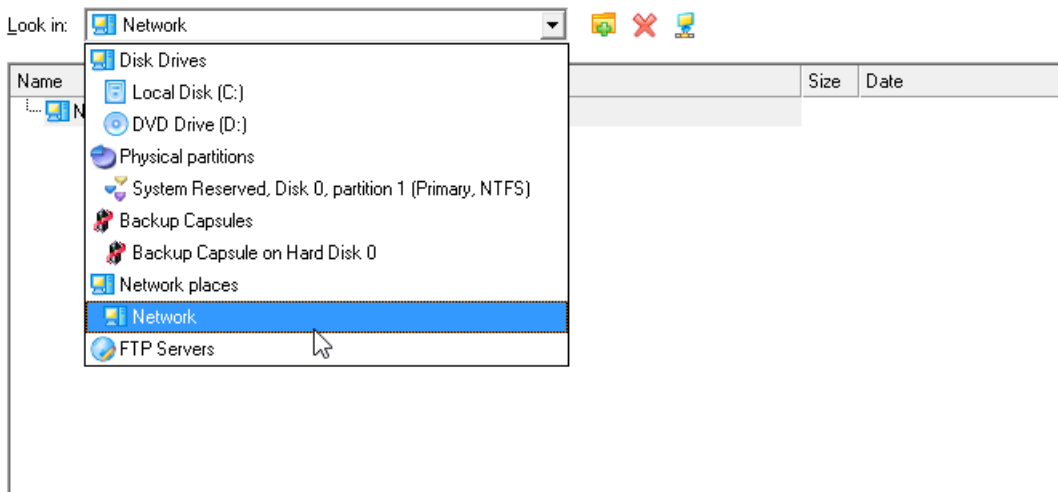 Look in: Network
Disk Drives
Name Size Date
Local Disk (C:)
N
DVD Drive (D:)
Physical partitions
System Reserved, Disk 0, partition 1 (Primary, NTFS)
Backup Capsules
Backup Capsule on Hard Disk 0
Network places
Network
FTP Servers